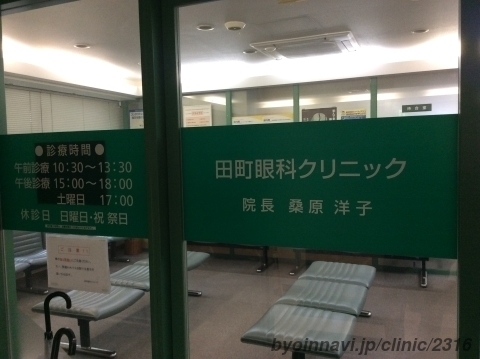 ●診療時間●
午前診療 10:30～13:30
午後診療 15:00～18:00
土曜日 17:00
休診日 日曜日・祝祭日
田町眼科クリニック
院長 桑原 洋子
byoinnavi.jp/clinic/2316